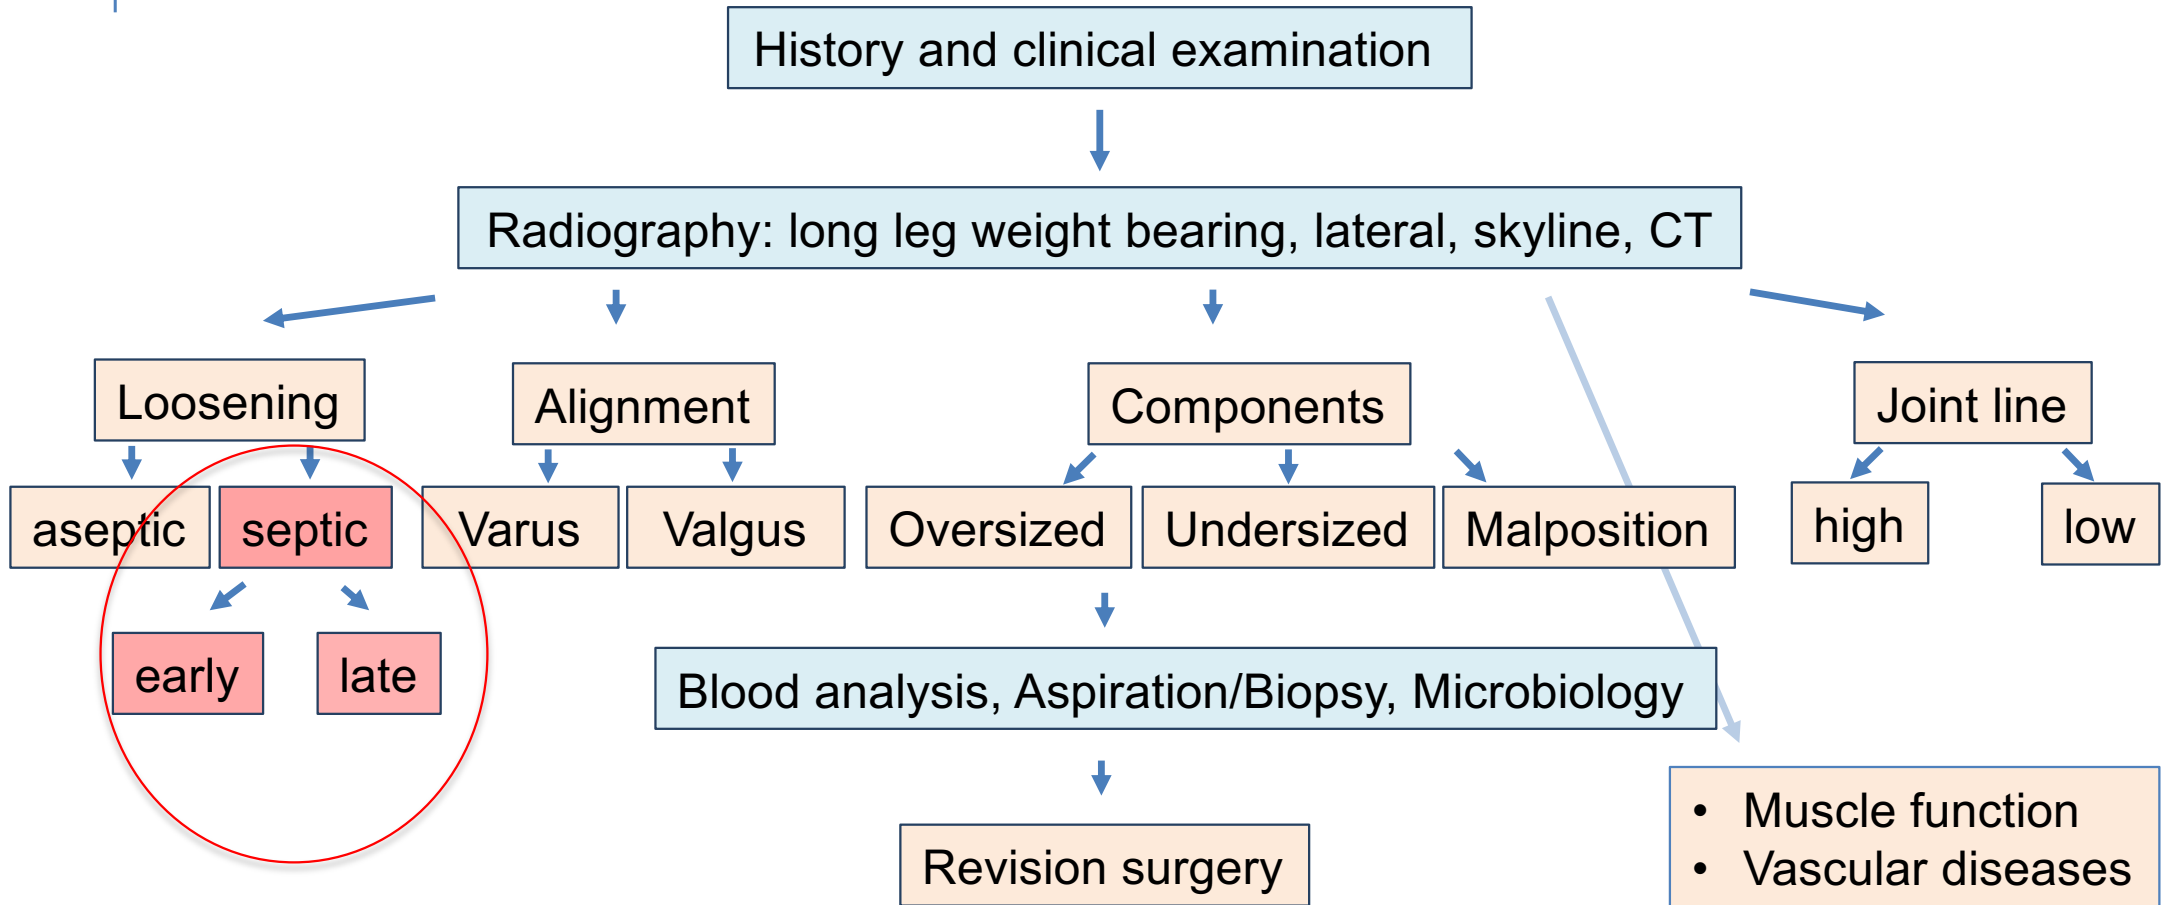 History and clinical examination
Radiography: long leg weight bearing, lateral, skyline, CT
Loosening
Alignment
Components
Joint line
aseptic
septic
Varus
Valgus
Oversized
Undersized
Malposition
high
low
early
late
Blood analysis, Aspiration/Biopsy, Microbiology
Revision surgery
• Muscle function
• Vascular diseases